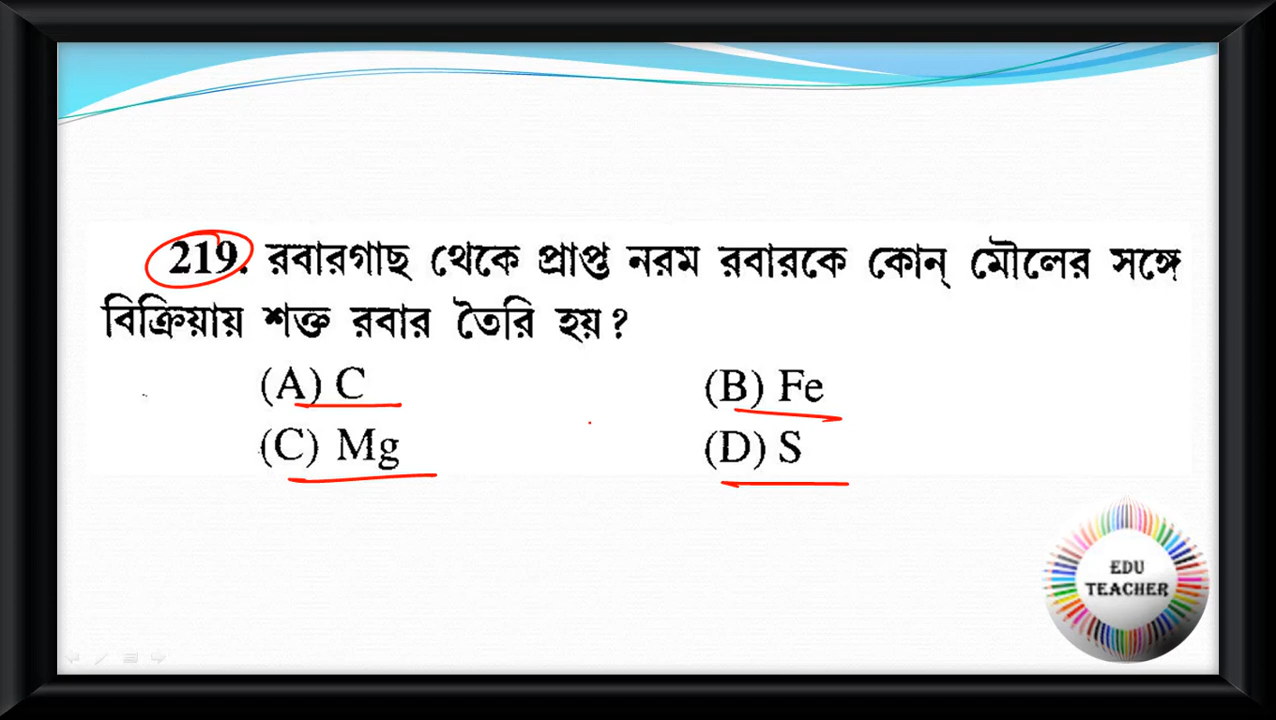 219. রবারগাছ থেকে প্রাপ্ত নরম রবারকে কোন্ মৌলের সঙ্গে
বিক্রিয়ায় শক্ত রবার তৈরি হয়?
(A) C (B) Fe
(C) Mg (D) S
EDU
TEACHER